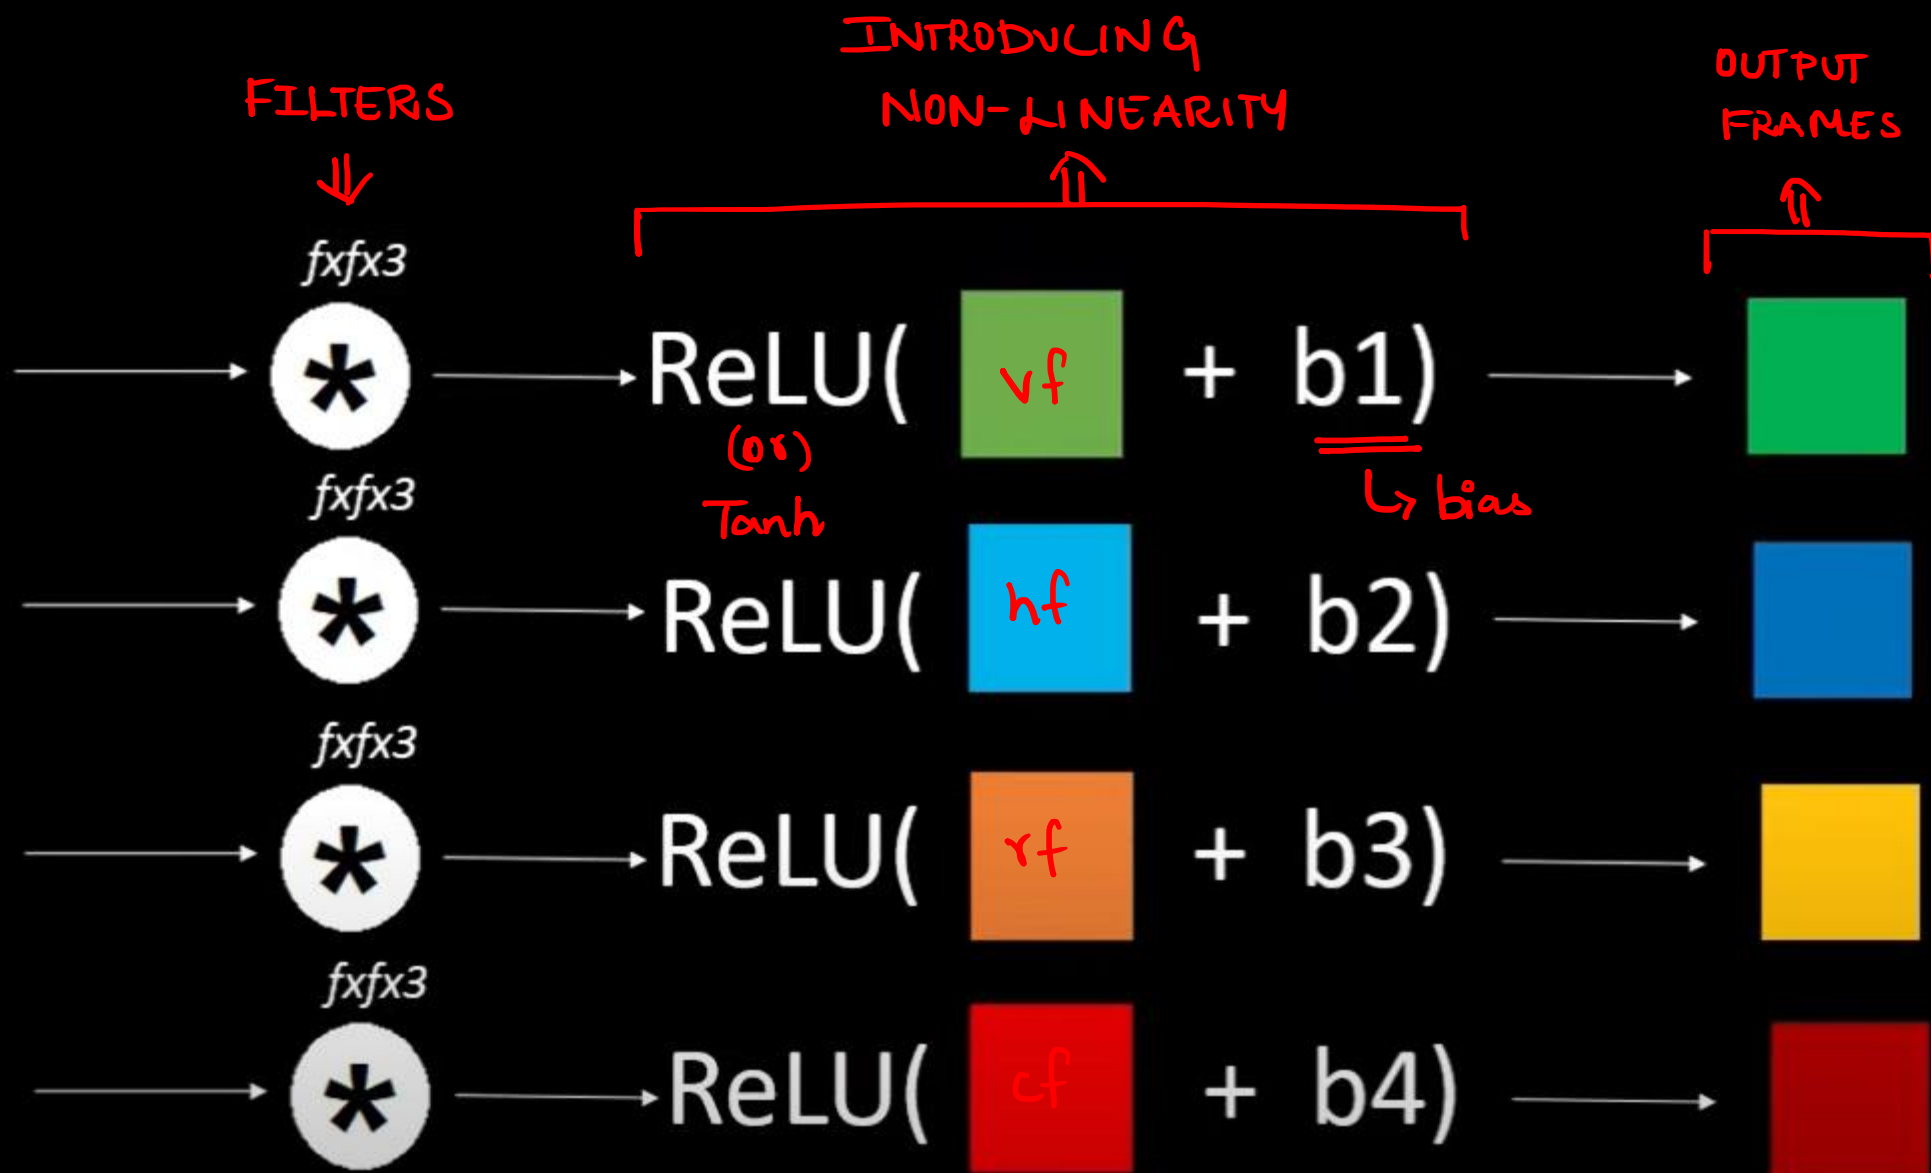 INTRODUCING
NON-LINEARITY
FILTERS
OUTPUT
FRAMES
fxfx3
* ReLU( vf + b1)
(or)
Tanh
bias
fxfx3
* ReLU( hf + b2)
fxfx3
* ReLU( rf + b3)
fxfx3
* ReLU( cf + b4)